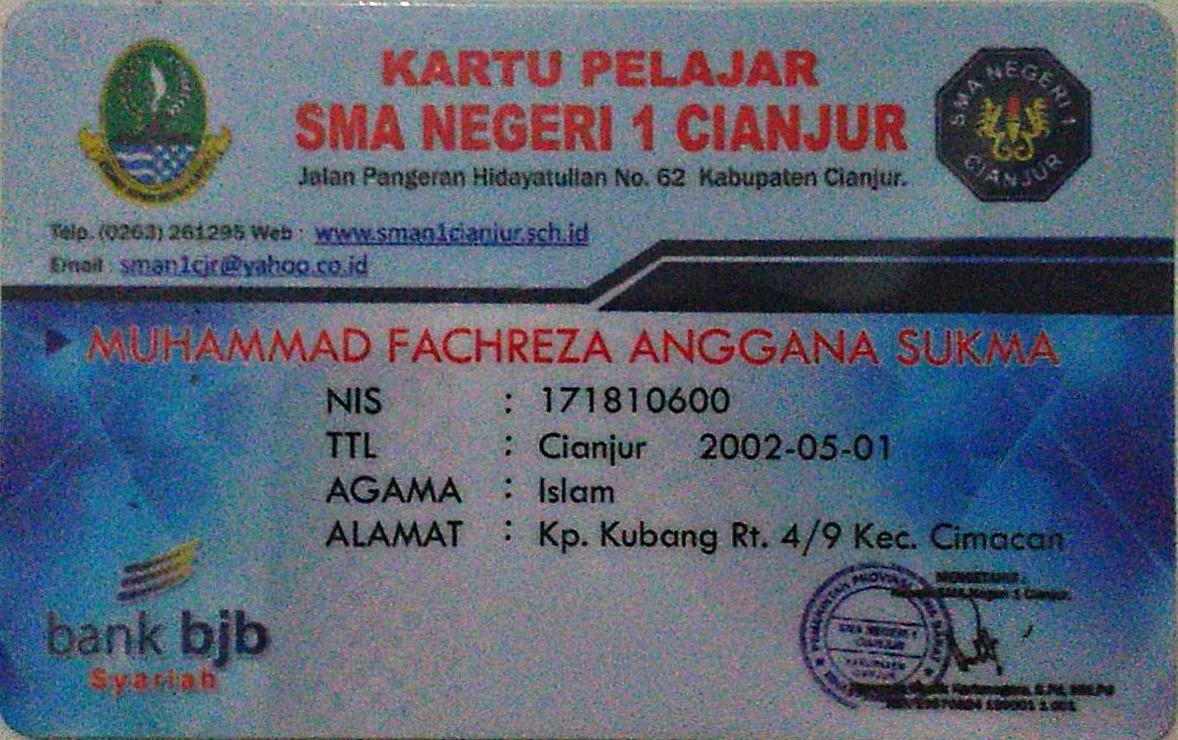 KARTU PELAJAR
SMA NEGERI 1 CIANJUR
Jalan Pangeran Hidayatullah No. 62 Kabupaten Cianjur.
SMA NEGERI 1
CIANJUR
Telp. (0263) 261295 Web : www.sman1cianjur.sch.id
Email : sman1cjr@yahoo.co.id
MUHAMMAD FACHREZA ANGGANA SUKMA
NIS : 171810600
TTL : Cianjur 2002-05-01
AGAMA : Islam
ALAMAT : Kp. Kubang Rt. 4/9 Kec. Cimacan
bank bjb
Syariah
MENGETAHUI :
SMA Negeri 1 Cianjur.